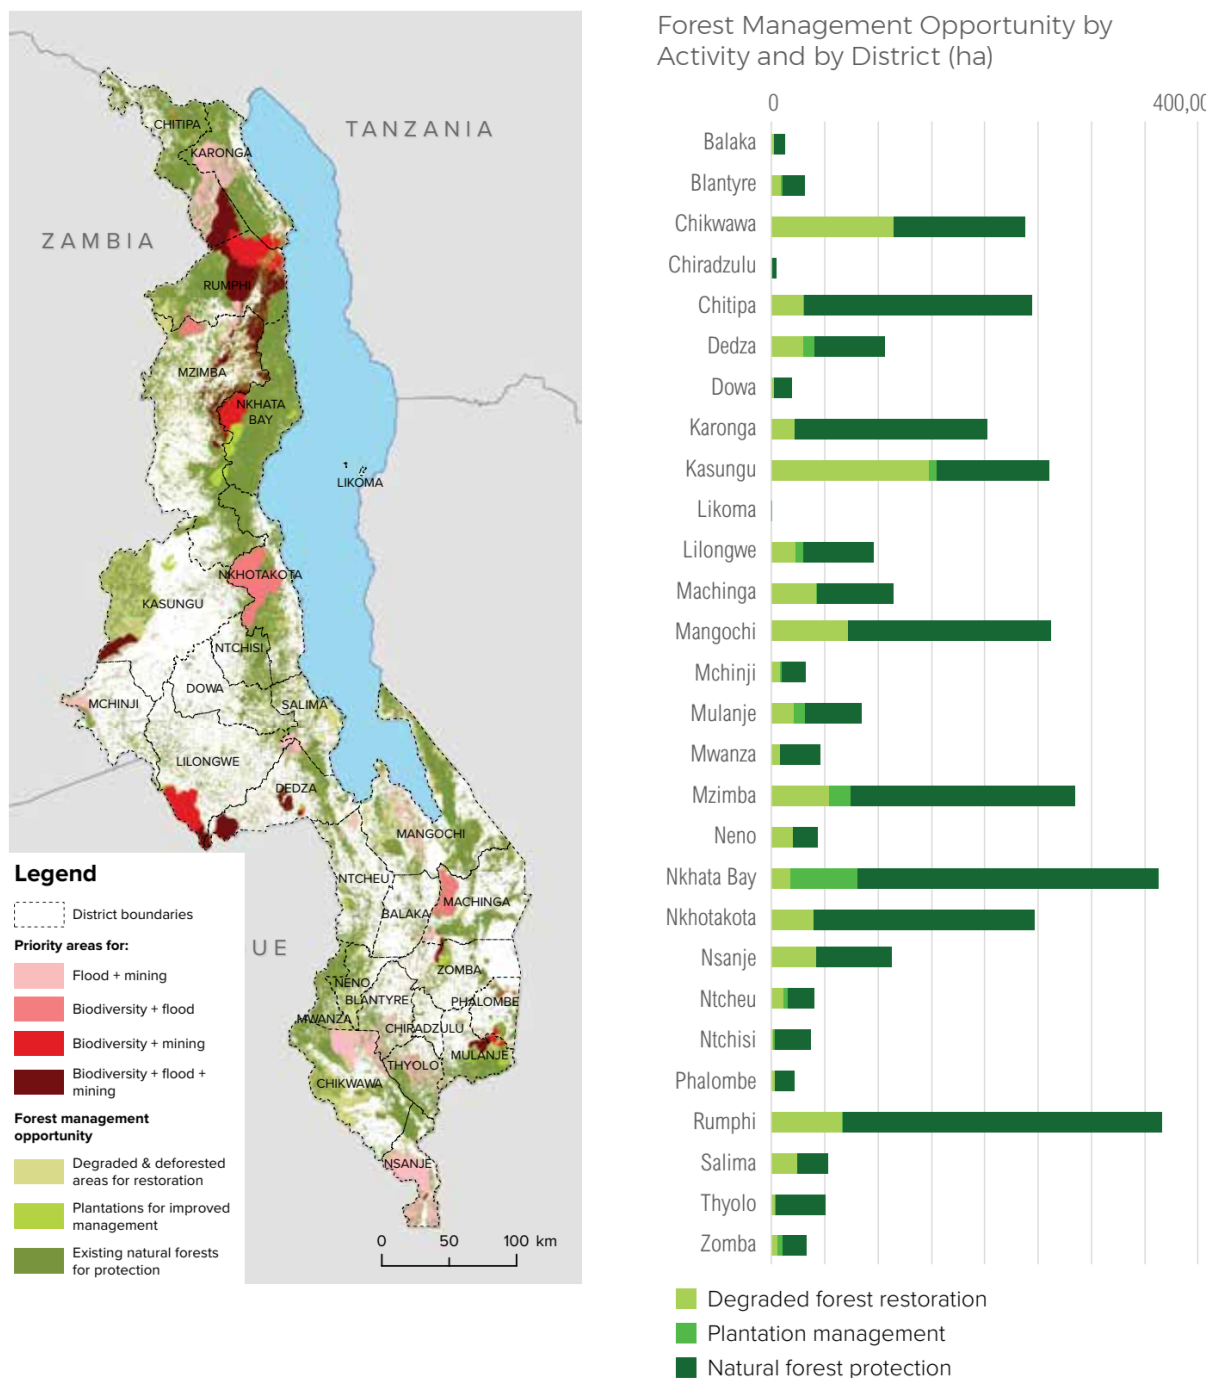 TANZANIA
ZAMBIA
CHITIPA
KARONGA
RUMPHI
MZIMBA
NKHATA
BAY
LIKOMA
NKHOTAKOTA
KASUNGU
NTCHISI
DOWA
MCHINJI
SALIMA
LILONGWE
DEDZA
MANGOCHI
NTCHEU
MACHINGA
BALAKA
UE
ZOMBA
NENO
BLANTYRE
PHALOMBE
MWANZA
CHIRADZULU
MULANJE
THYOLO
CHIKWAWA
NSANJE
0 50 100 km
Legend
District boundaries
Priority areas for:
Flood + mining
Biodiversity + flood
Biodiversity + mining
Biodiversity + flood +
mining
Forest management
opportunity
Degraded & deforested
areas for restoration
Plantations for improved
management
Existing natural forests
for protection
Forest Management Opportunity by
Activity and by District (ha)
0 400,00
Balaka
Blantyre
Chikwawa
Chiradzulu
Chitipa
Dedza
Dowa
Karonga
Kasungu
Likoma
Lilongwe
Machinga
Mangochi
Mchinji
Mulanje
Mwanza
Mzimba
Neno
Nkhata Bay
Nkhotakota
Nsanje
Ntcheu
Ntchisi
Phalombe
Rumphi
Salima
Thyolo
Zomba
Degraded forest restoration
Plantation management
Natural forest protection